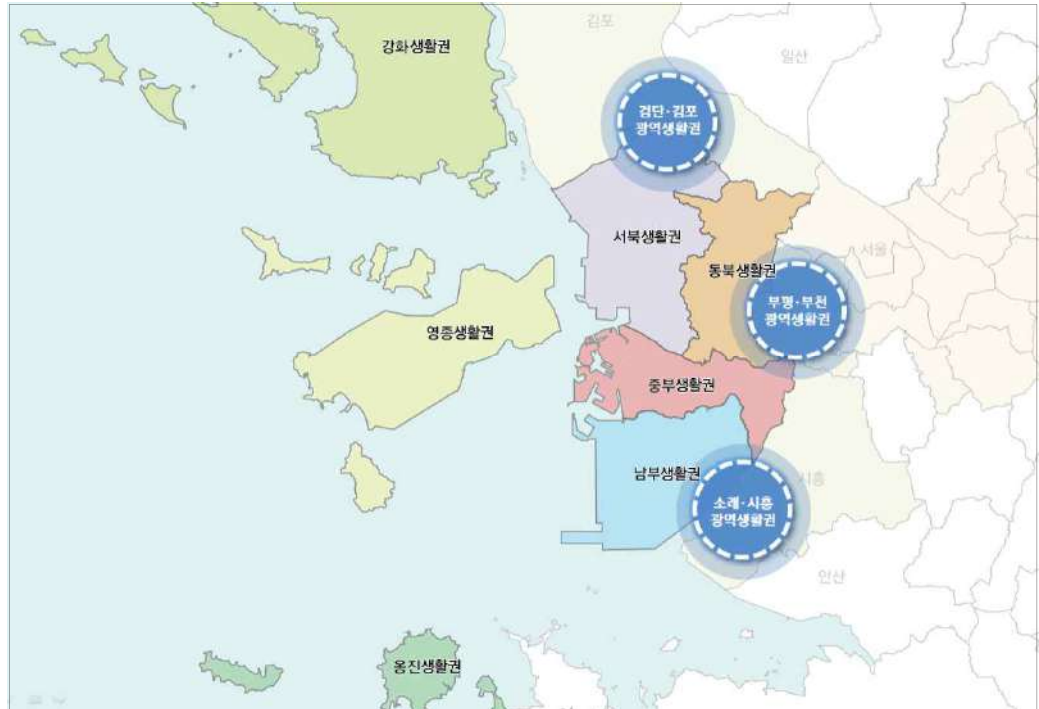 김포
강화생활권
일산
검단·김포
광역생활권
서북생활권
서울
동북생활권
부평·부천
광역생활권
영종생활권
중부생활권
남부생활권
시흥
소래·시흥
광역생활권
안산
옹진생활권